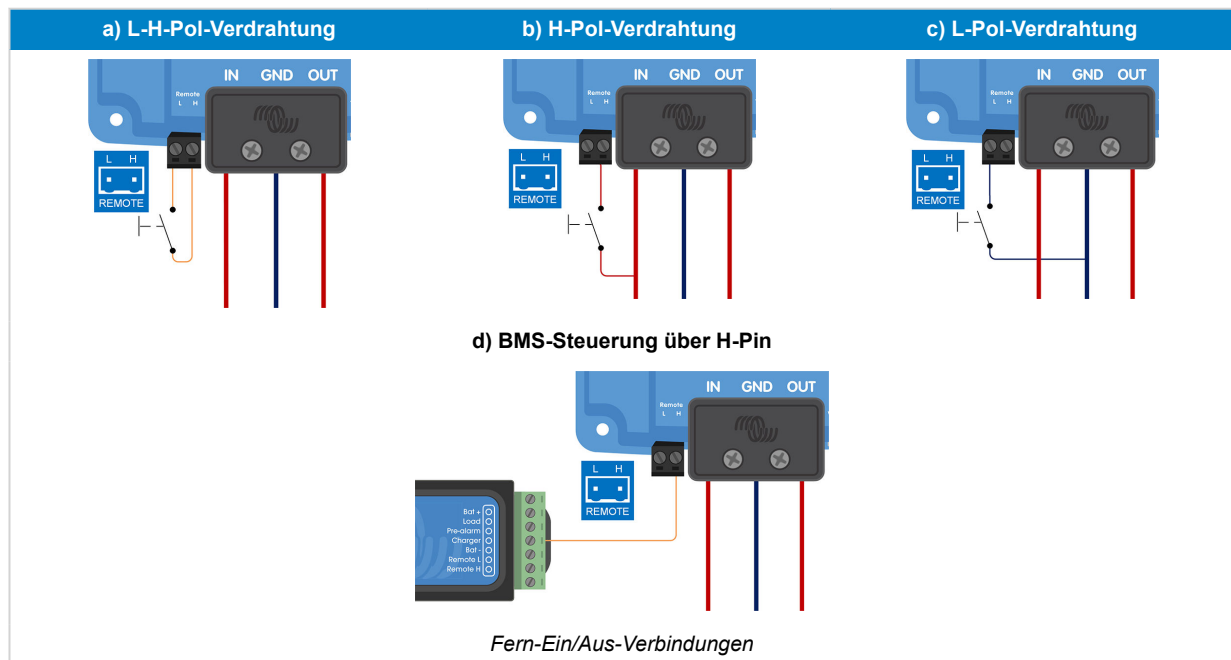 a) L-H-Pol-Verdrahtung
b) H-Pol-Verdrahtung
c) L-Pol-Verdrahtung
IN GND OUT
Remote
L H
L H
REMOTE
IN GND OUT
Remote
L H
L H
REMOTE
IN GND OUT
Remote
L H
L H
REMOTE
d) BMS-Steuerung über H-Pin
IN GND OUT
Remote
L H
L H
REMOTE
Bat +
Load
Pre-alarm
Charger
Bat -
Remote L
Remote H
Fern-Ein/Aus-Verbindungen